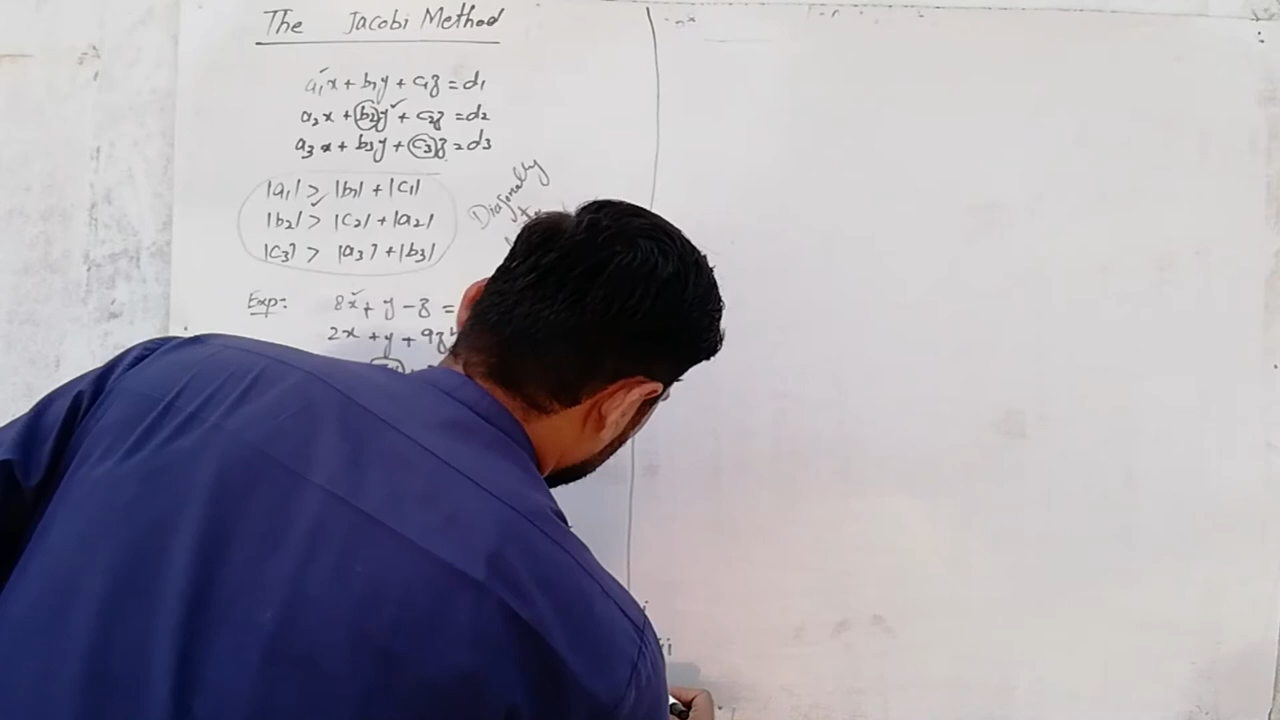 The Jacobi Method
a₁x + b₁y + c₁z = d₁
a₂x + b₂y + c₂z = d₂
a₃x + b₃y + c₃z = d₃
|a₁| > |b₁| + |c₁|
|b₂| > |c₂| + |a₂|
|c₃| > |a₃| + |b₃|
Diagonally
Exp:- 8x + y - z =
2x + y + 9z